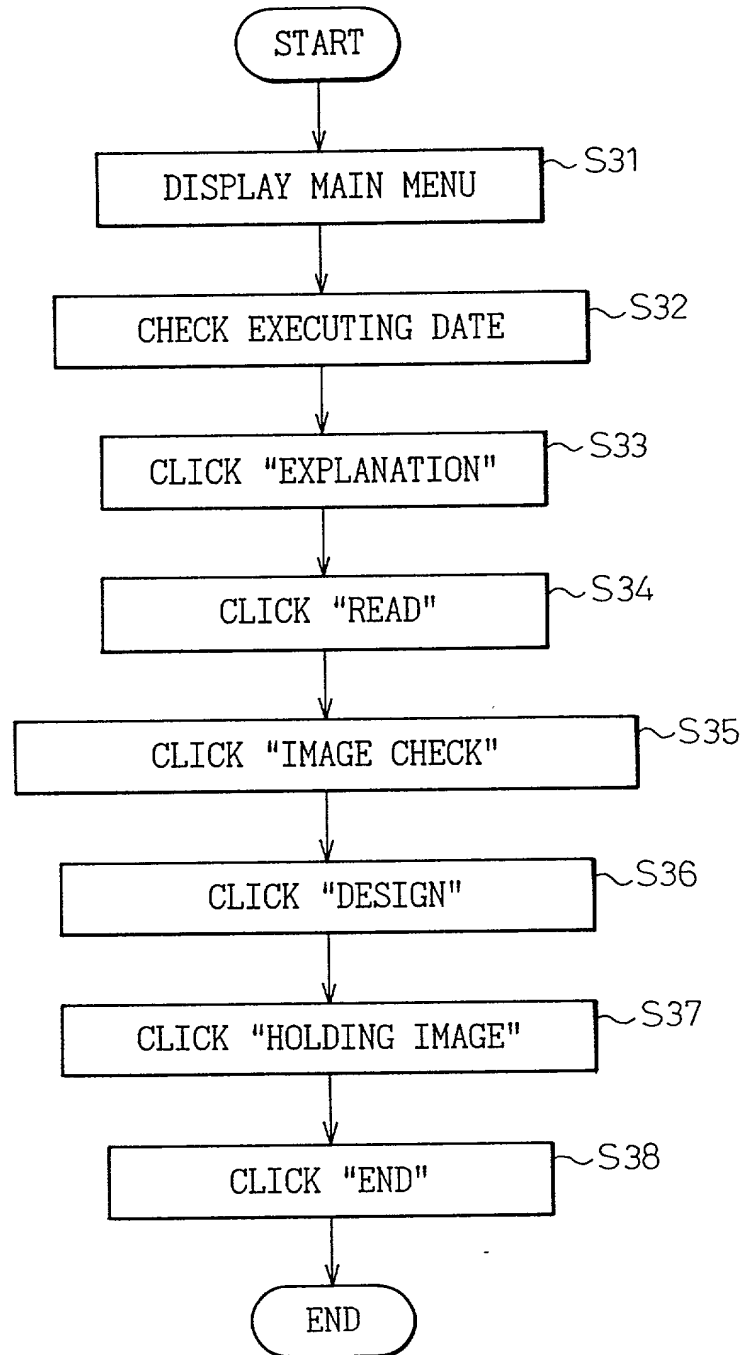 START
DISPLAY MAIN MENU
S31
CHECK EXECUTING DATE
S32
CLICK "EXPLANATION"
S33
CLICK "READ"
S34
CLICK "IMAGE CHECK"
S35
CLICK "DESIGN"
S36
CLICK "HOLDING IMAGE"
S37
CLICK "END"
S38
END